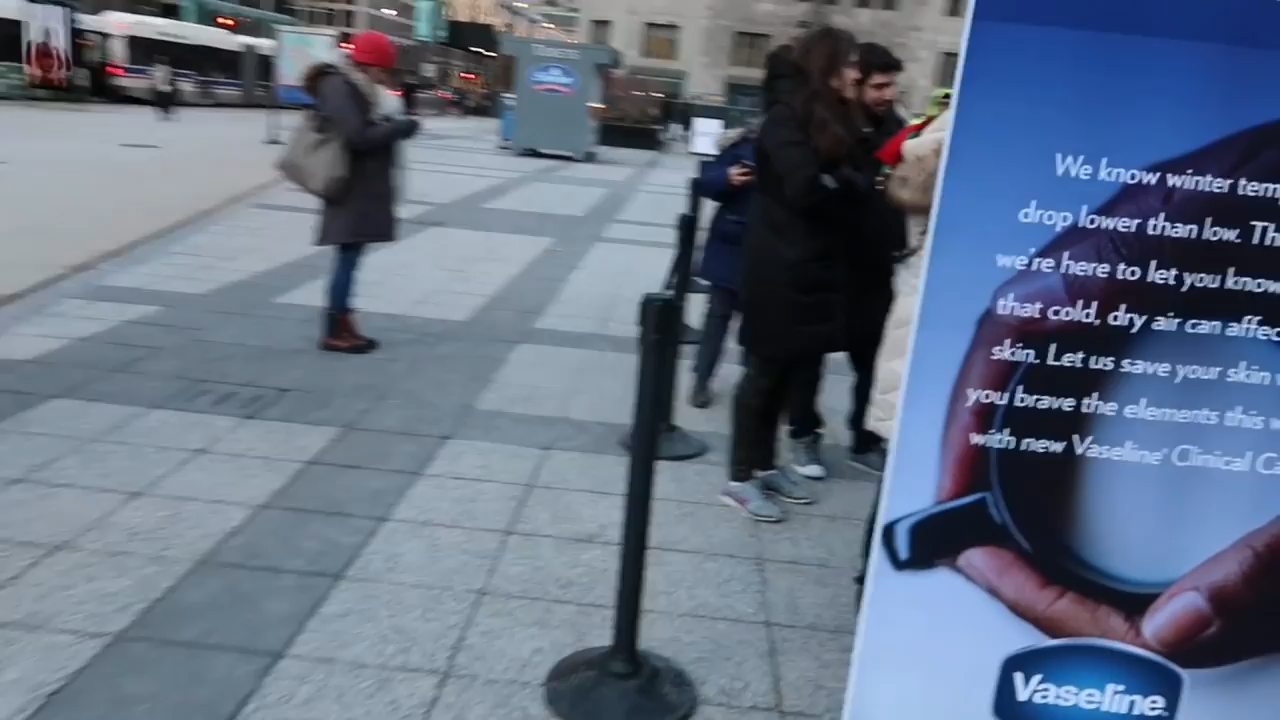 We know winter tem
drop lower than low. Th
we're here to let you know
that cold, dry air can affec
skin. Let us save your skin
you brave the elements this
with new Vaseline® Clinical Ca
Vaseline